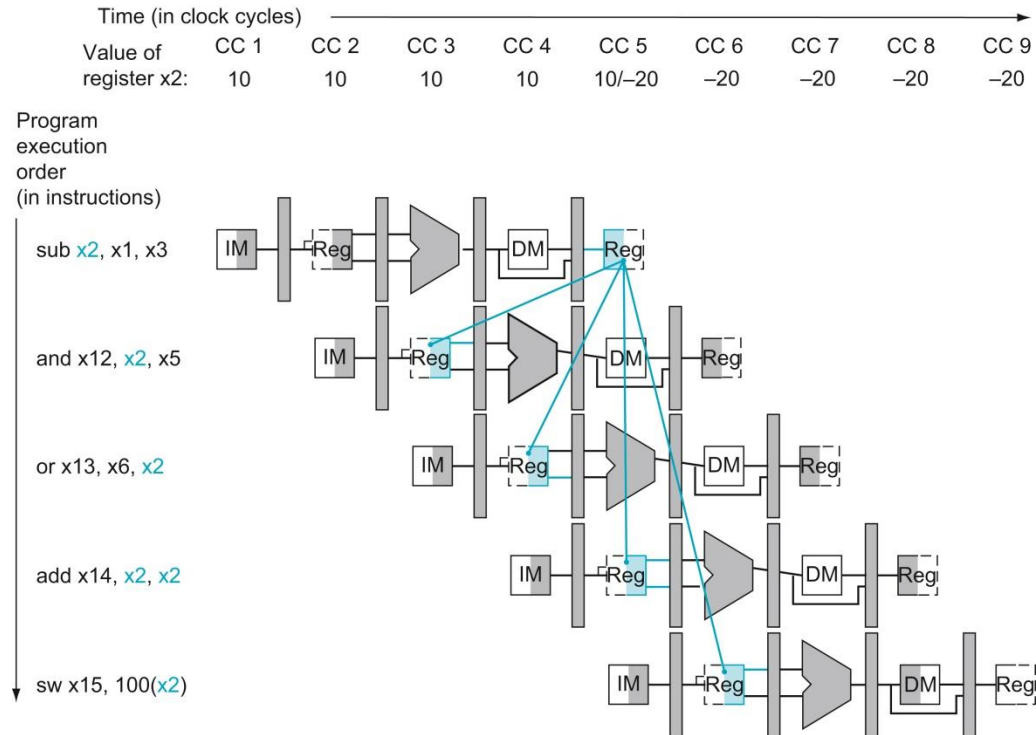 Time (in clock cycles)
Value of register x2:
CC 1 CC 2 CC 3 CC 4 CC 5 CC 6 CC 7 CC 8 CC 9
10 10 10 10 10/–20 –20 –20 –20 –20
Program
execution
order
(in instructions)
sub x2, x1, x3
IM Reg DM Reg
and x12, x2, x5
IM Reg DM Reg
or x13, x6, x2
IM Reg DM Reg
add x14, x2, x2
IM Reg DM Reg
sw x15, 100(x2)
IM Reg DM Reg